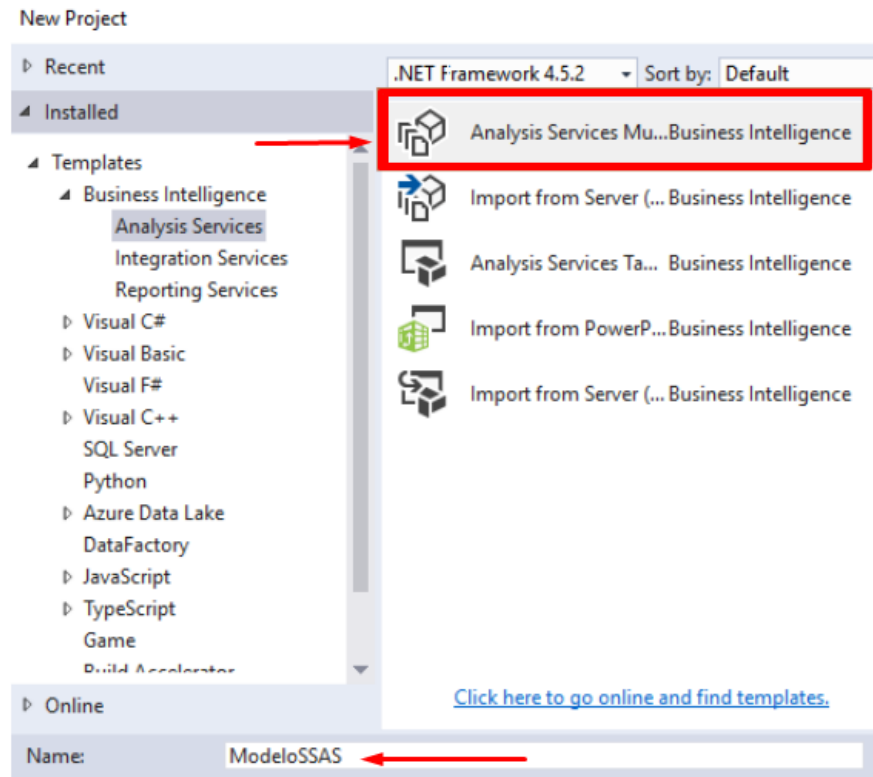 New Project
Recent
.NET Framework 4.5.2 Sort by: Default
Installed
Templates
Business Intelligence
Analysis Services
Integration Services
Reporting Services
Visual C#
Visual Basic
Visual F#
Visual C++
SQL Server
Python
Azure Data Lake
DataFactory
JavaScript
TypeScript
Game
Build Accelerator
Online
Analysis Services Mu... Business Intelligence
Import from Server (... Business Intelligence
Analysis Services Ta... Business Intelligence
Import from PowerP... Business Intelligence
Import from Server (... Business Intelligence
Click here to go online and find templates.
Name: ModeloSSAS